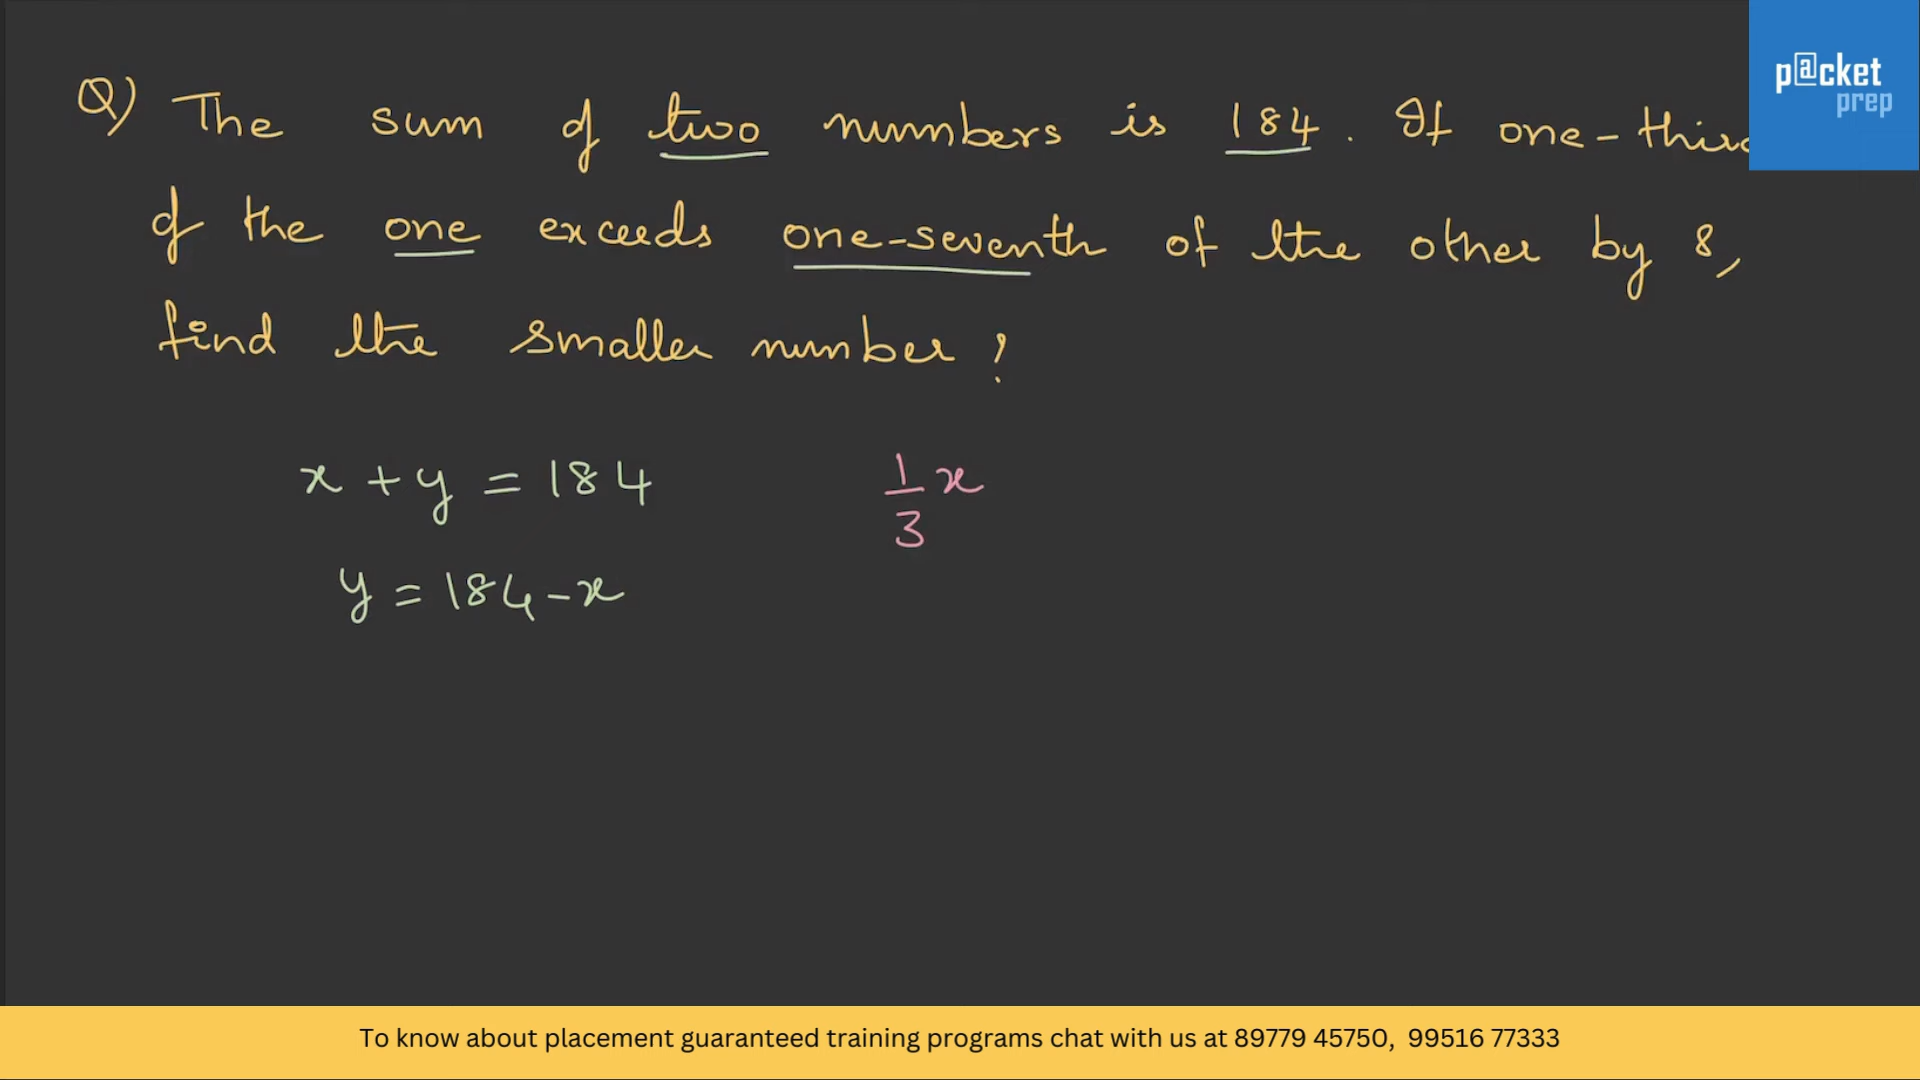 p@cket
prep
Q) The sum of two numbers is 184. If one-third
of the one exceeds one-seventh of the other by 8,
find the smaller number?
x + y = 184
1/3 x
y = 184 - x
To know about placement guaranteed training programs chat with us at 89779 45750, 99516 77333